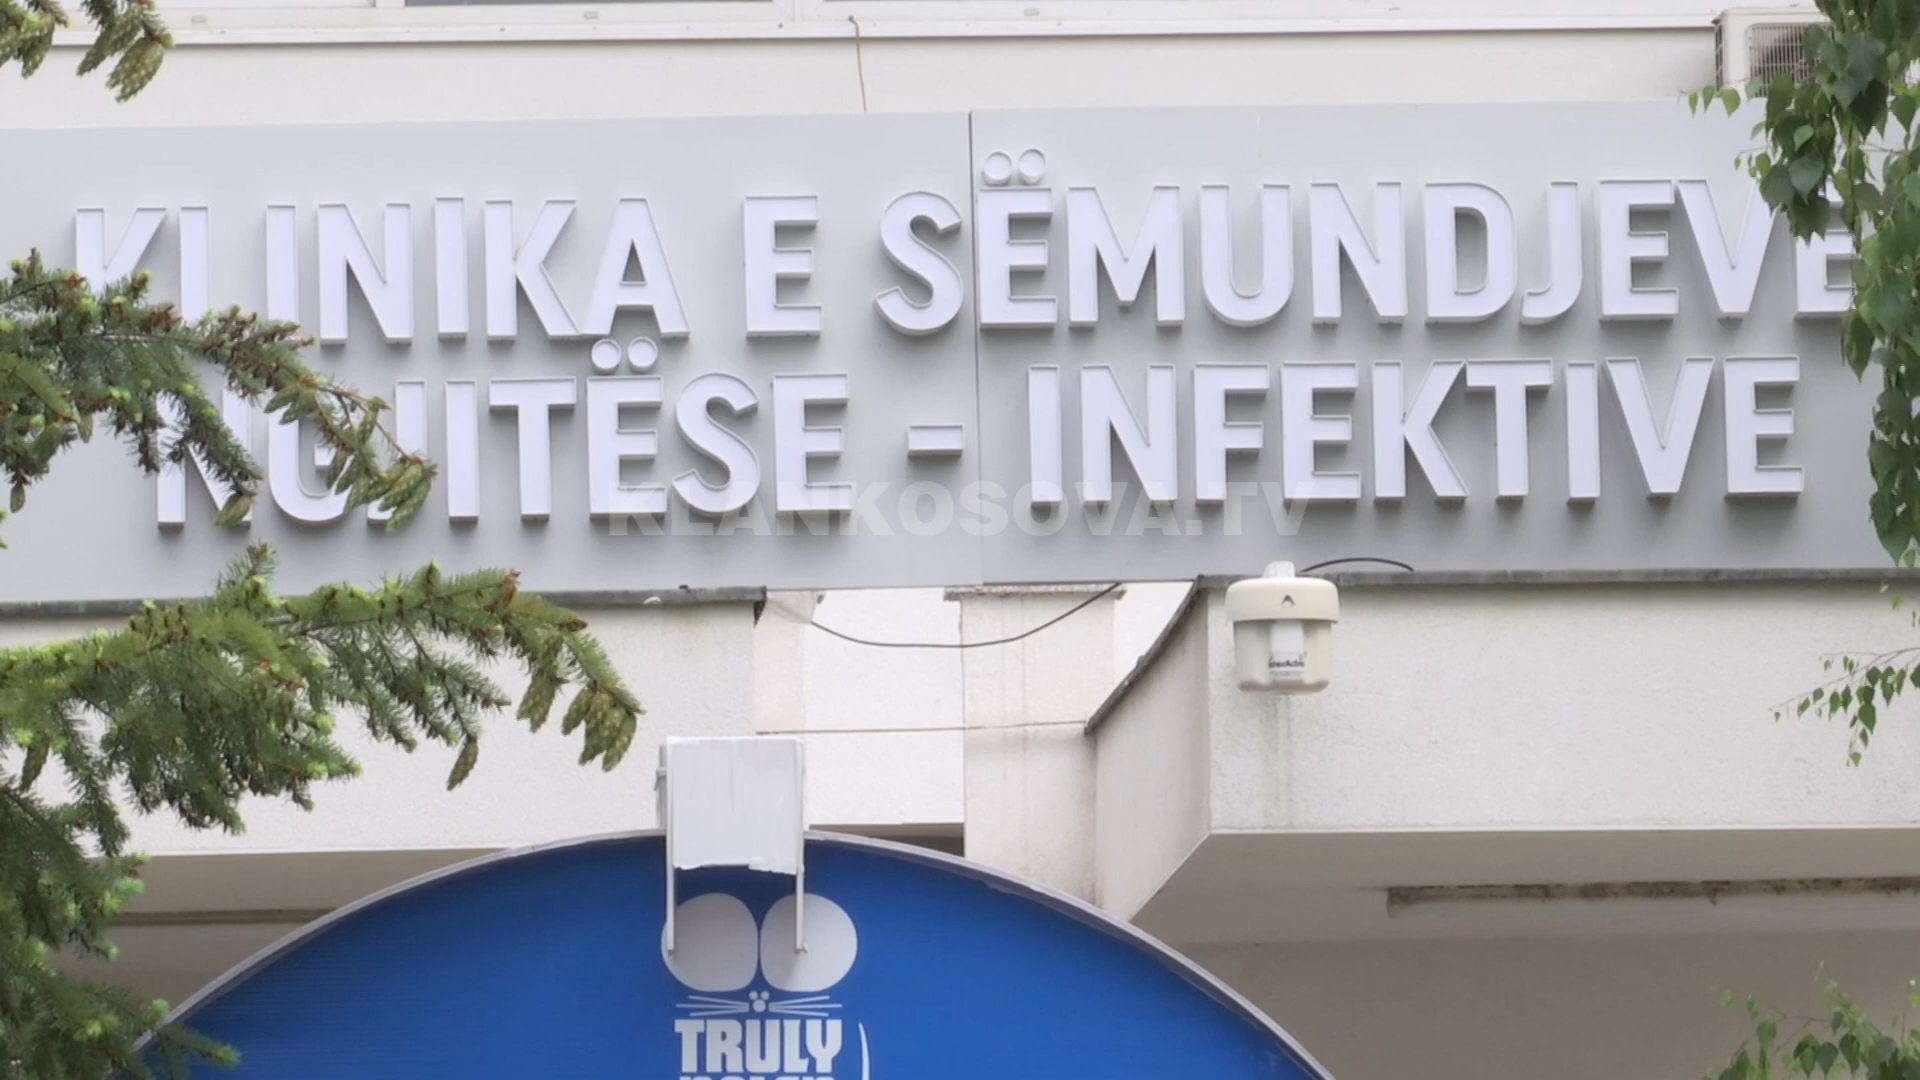 KLINIKA E SËMUNDJEVE
NGJITËSE - INFEKTIVE
KLANKOSOVA.TV
TRULY